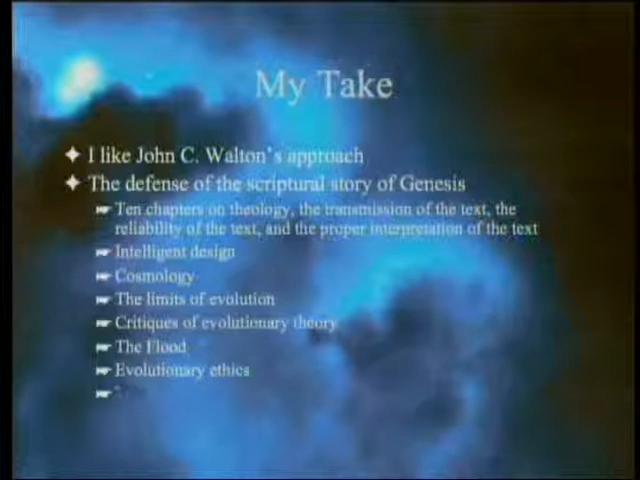 My Take
I like John C. Walton's approach
The defense of the scriptural story of Genesis
Ten chapters on theology, the transmission of the text, the
reliability of the text, and the proper interpretation of the text
Intelligent design
Cosmology
The limits of evolution
Critiques of evolutionary theory
The Flood
Evolutionary ethics